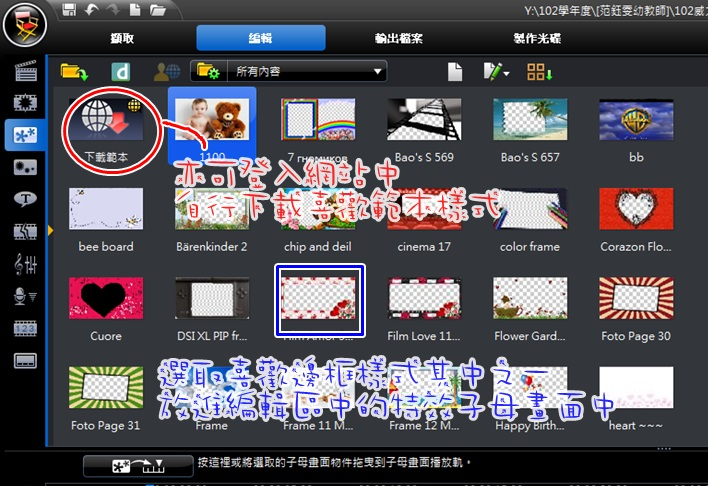 Y:\102學年度\[范鈺雯幼教師]\102威
擷取 編輯 輸出檔案 製作光碟
所有內容
下載範本 1100 7 гномиков Bao's S 569 Bao's S 657 bb
亦可登入網站中
自行下載喜歡範本樣式
bee board Bärenkinder 2 chip and deil cinema 17 color frame Corazon Flo...
Cuore DSI XL PIP fr... Film Amor 9... Film Love 11... Flower Gard... Foto Page 30
選取喜歡邊框樣式其中之一
放進編輯區中的特效子母畫面中
Foto Page 31 Frame Frame 11 M... Frame 12 M... Happy Birth... heart ~~~
按這裡或將選取的子母畫面物件拖曳到子母畫面播放軌。